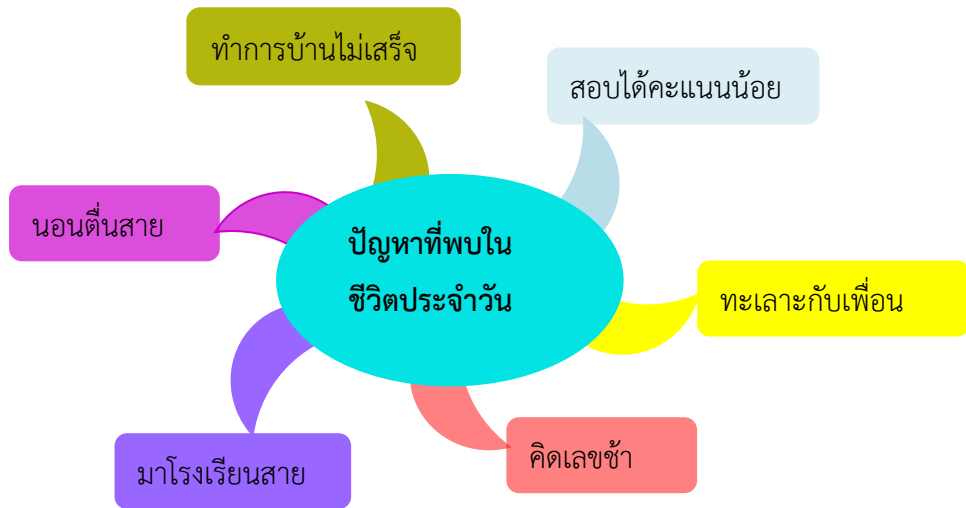 ทำการบ้านไม่เสร็จ
สอบได้คะแนนน้อย
นอนตื่นสาย
ปัญหาที่พบใน
ชีวิตประจำวัน
ทะเลาะกับเพื่อน
คิดเลขช้า
มาโรงเรียนสาย